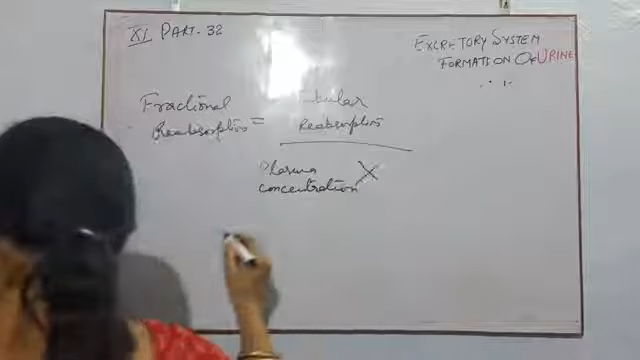 XI PART. 32
EXCRETORY SYSTEM
FORMATION OF URINE
Fractional
Reabsorption =
Tubular
Reabsorption
Plasma
concentration X